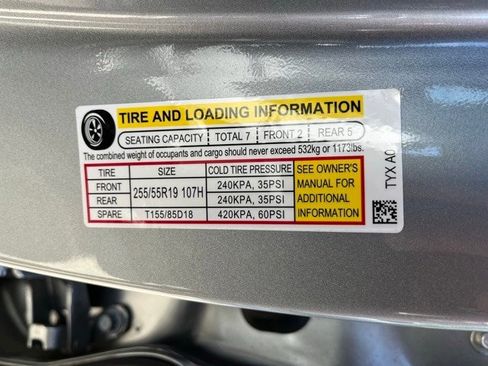 TIRE AND LOADING INFORMATION
SEATING CAPACITY | TOTAL 7 | FRONT 2 | REAR 5
The combined weight of occupants and cargo should never exceed 532kg or 1173lbs.
TIRE SIZE COLD TIRE PRESSURE SEE OWNER'S
FRONT 255/55R19 107H 240KPA, 35PSI MANUAL FOR
REAR 240KPA, 35PSI ADDITIONAL
SPARE T155/85D18 420KPA, 60PSI INFORMATION
TYX A0